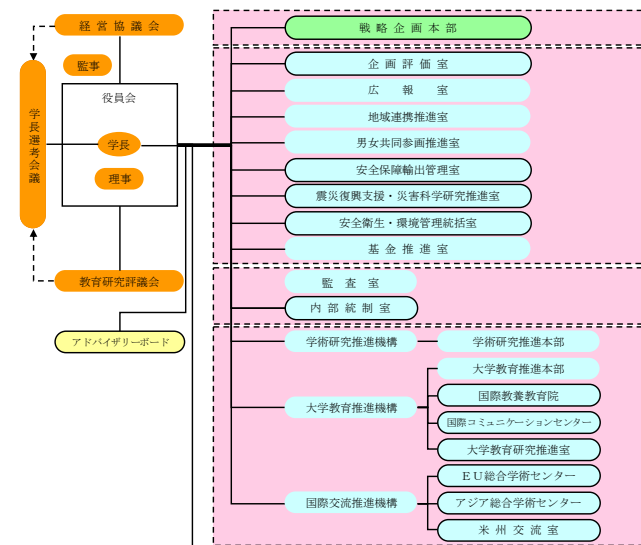 経営協議会
監事
役員会
学長選考会議
学長
理事
教育研究評議会
アドバイザリーボード
戦略企画本部
企画評価室
広報室
地域連携推進室
男女共同参画推進室
安全保障輸出管理室
震災復興支援・災害科学研究推進室
安全衛生・環境管理統括室
基金推進室
監査室
内部統制室
学術研究推進機構
学術研究推進本部
大学教育推進機構
大学教育推進本部
国際教養教育院
国際コミュニケーションセンター
大学教育研究推進室
国際交流推進機構
EU総合学術センター
アジア総合学術センター
米州交流室